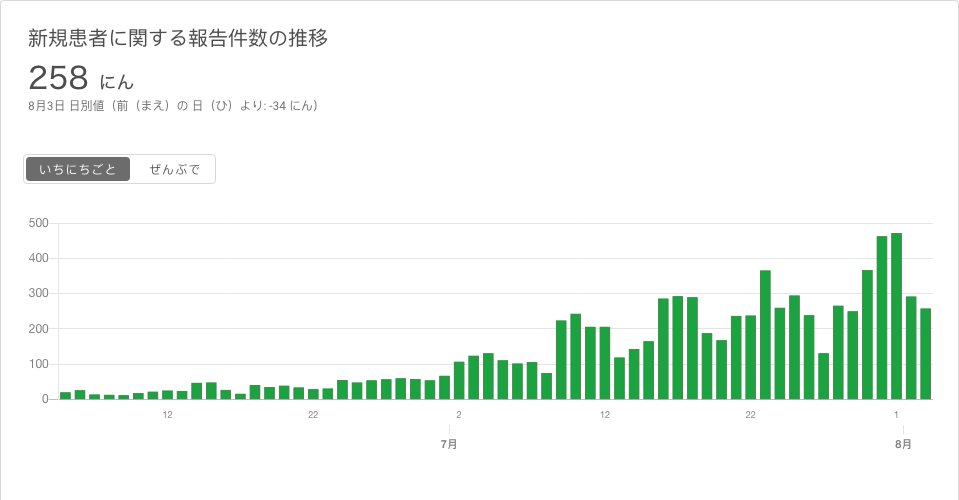 新規患者に関する報告件数の推移
258 にん
8月3日 日別値（前（まえ）の 日（ひ）より: -34 にん）
いちにちごと ぜんぶで
500
400
300
200
100
0
12 22 2 12 22 1
7月 8月